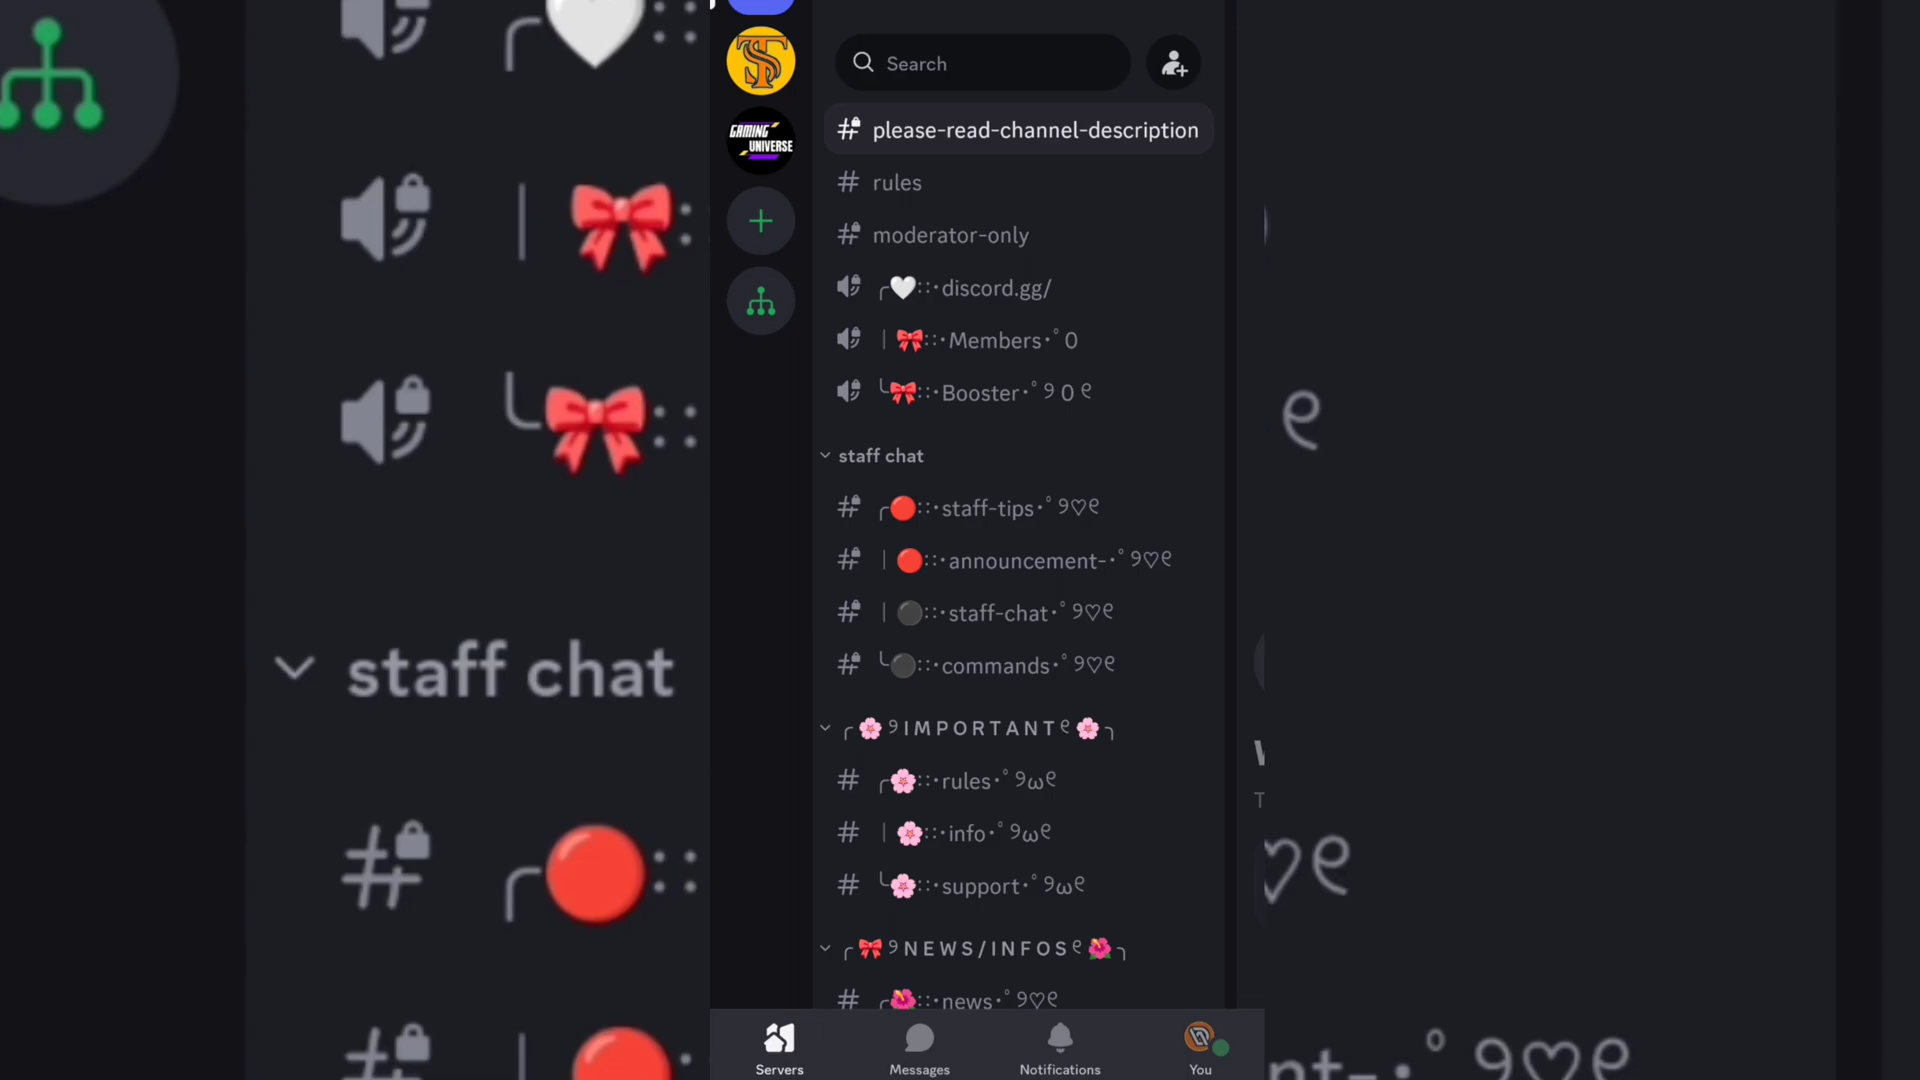 Search
ST
GAMING
UNIVERSE
please-read-channel-description
rules
moderator-only
╭🤍::・discord.gg/
| 🎀::・Members・ﾟ0
╰🎀::・Booster・ﾟ୨ 0 ୧
staff chat
╭🔴::・staff-tips・ﾟ୨♡୧
| 🔴::・announcement-・ﾟ୨♡୧
| ⚫::・staff-chat・ﾟ୨♡୧
╰⚫::・commands・ﾟ୨♡୧
╭🌸୨IMPORTANT୧🌸╮
╭🌸::・rules・ﾟ୨ω୧
| 🌸::・info・ﾟ୨ω୧
╰🌸::・support・ﾟ୨ω୧
╭🎀୨NEWS/INFOS୧🌺╮
╭🌺::・news・ﾟ୨♡୧
Servers
Messages
Notifications
You
staff chat